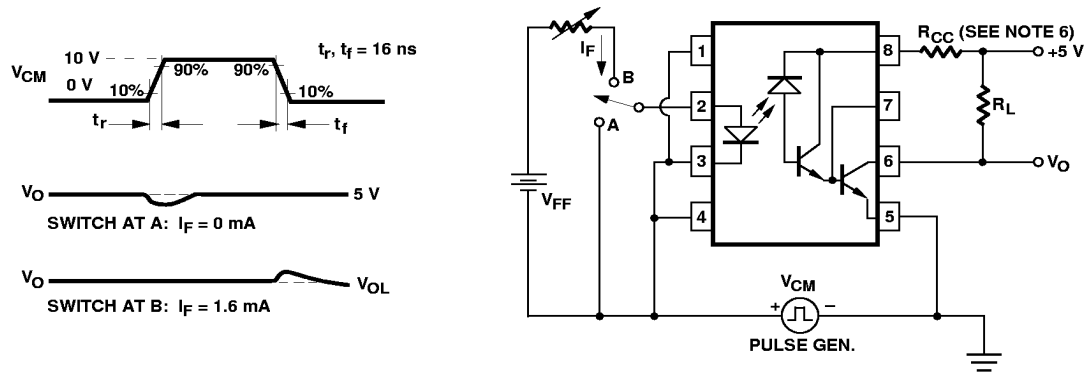 V_CM
10 V
0 V
10%
90%
90%
10%
t_r
t_f
t_r, t_f = 16 ns
V_O
5 V
SWITCH AT A: I_F = 0 mA
V_O
V_OL
SWITCH AT B: I_F = 1.6 mA
I_F
B
A
V_FF
1
2
3
4
8
7
6
5
R_CC (SEE NOTE 6)
+5 V
R_L
V_O
V_CM
+
–
PULSE GEN.